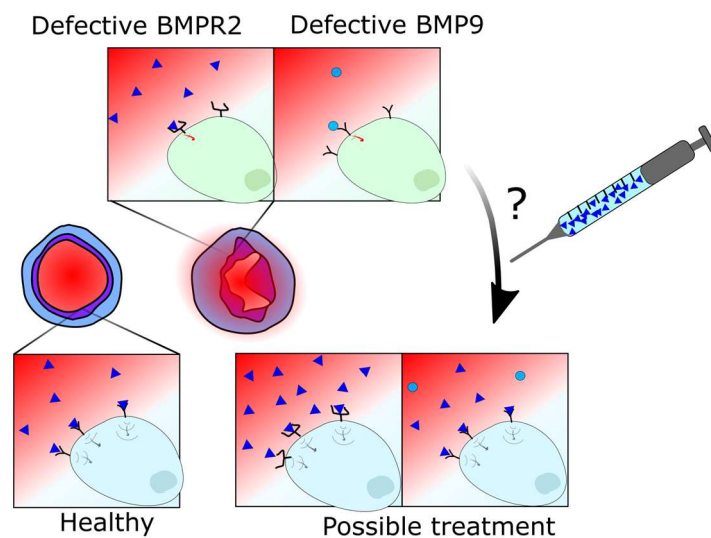 Defective BMPR2
Defective BMP9
?
Healthy
Possible treatment